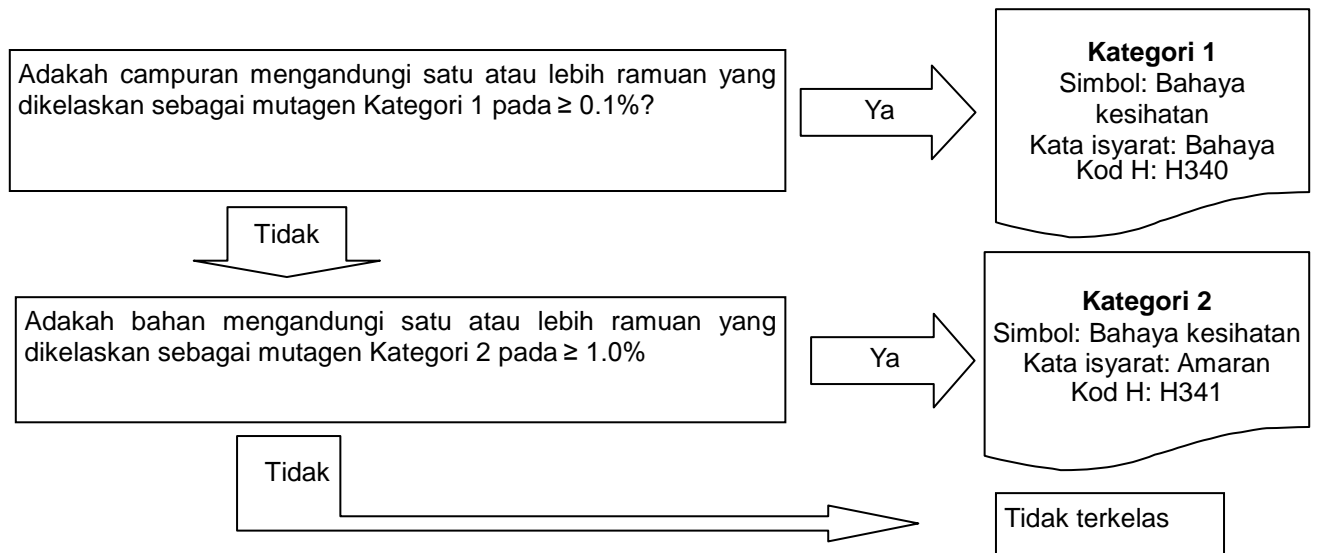 Adakah campuran mengandungi satu atau lebih ramuan yang
dikelaskan sebagai mutagen Kategori 1 pada ≥ 0.1%?
Ya
Kategori 1
Simbol: Bahaya
kesihatan
Kata isyarat: Bahaya
Kod H: H340
Tidak
Adakah bahan mengandungi satu atau lebih ramuan yang
dikelaskan sebagai mutagen Kategori 2 pada ≥ 1.0%
Ya
Kategori 2
Simbol: Bahaya kesihatan
Kata isyarat: Amaran
Kod H: H341
Tidak
Tidak terkelas